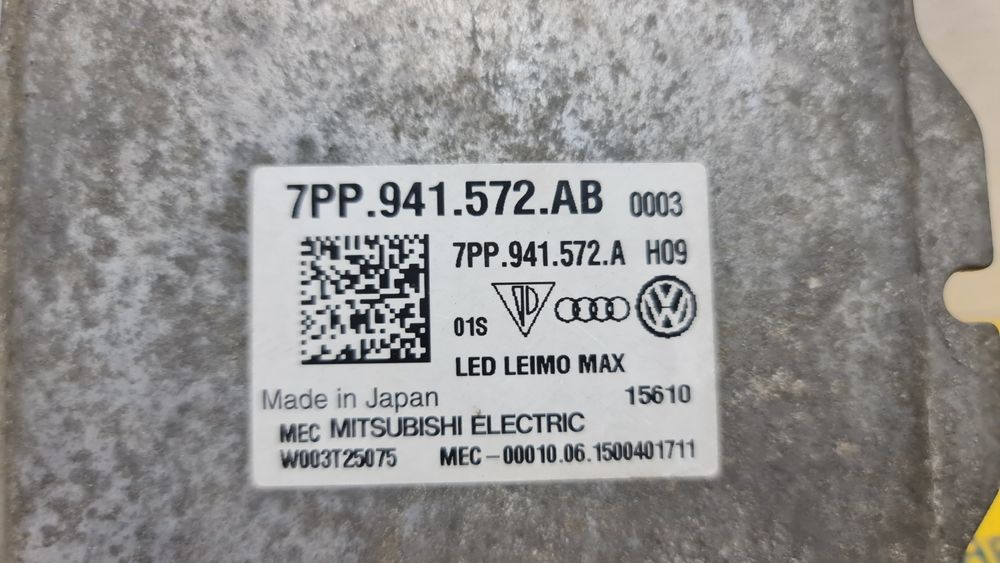 7PP.941.572.AB 0003
7PP.941.572.A H09
01S
LED LEIMO MAX
Made in Japan 15610
MEC MITSUBISHI ELECTRIC
W003T25075 MEC-00010.06.1500401711